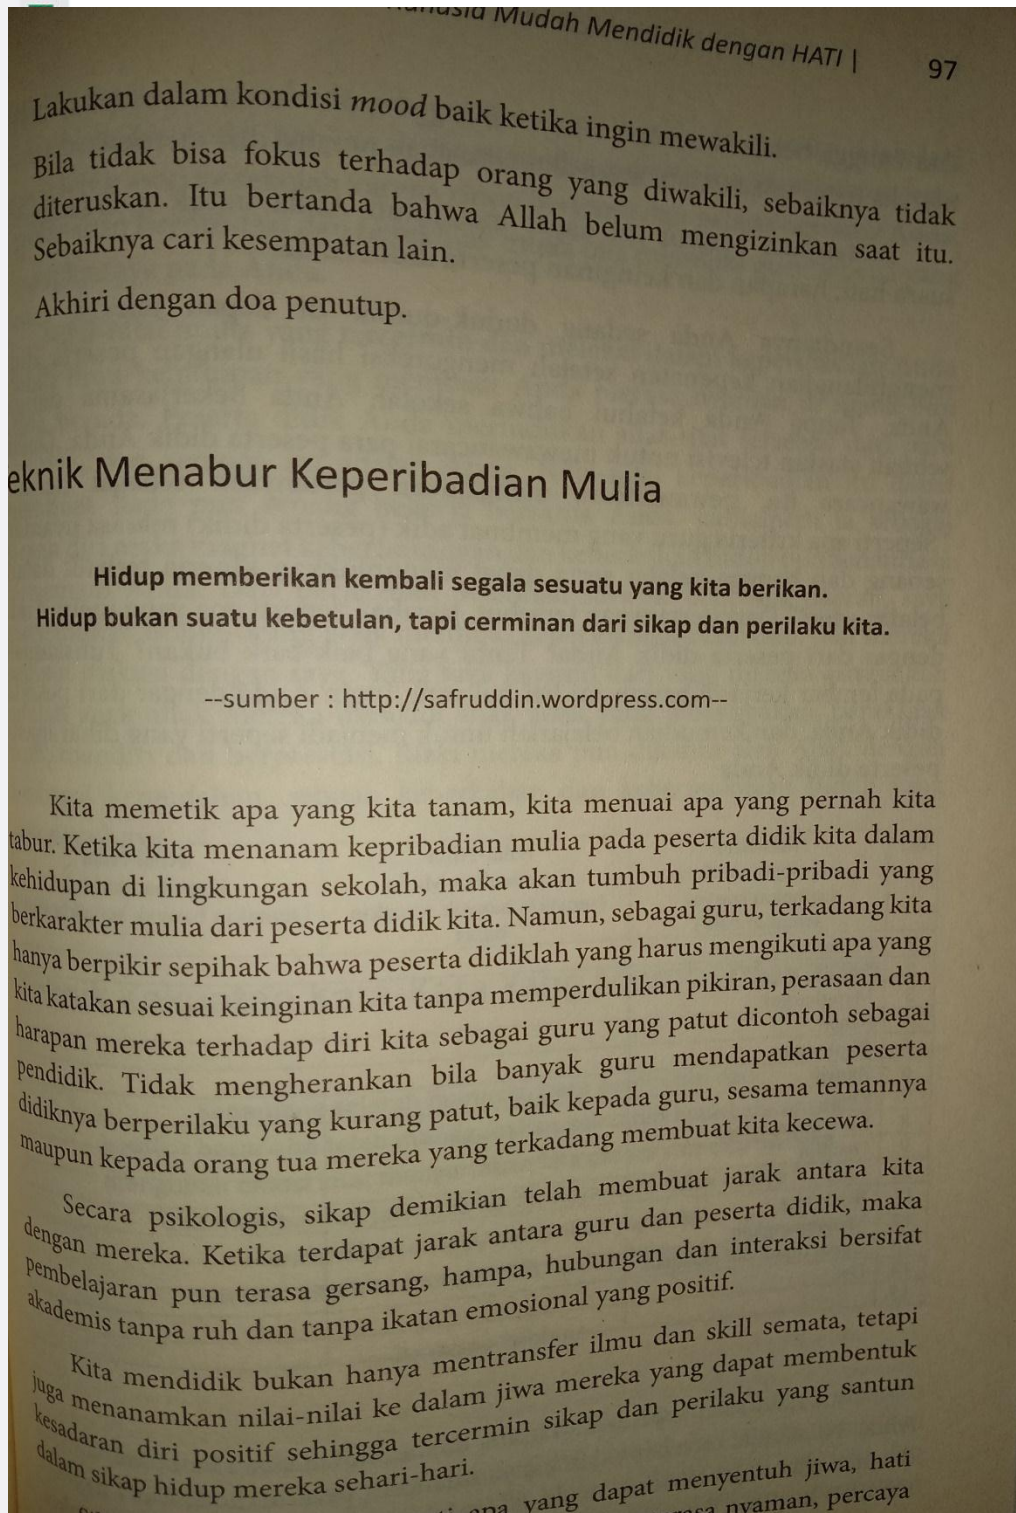 Mudah Mendidik dengan HATI | 97
Lakukan dalam kondisi mood baik ketika ingin mewakili.
Bila tidak bisa fokus terhadap orang yang diwakili, sebaiknya tidak
diteruskan. Itu bertanda bahwa Allah belum mengizinkan saat itu.
Sebaiknya cari kesempatan lain.
Akhiri dengan doa penutup.
eknik Menabur Keperibadian Mulia
Hidup memberikan kembali segala sesuatu yang kita berikan.
Hidup bukan suatu kebetulan, tapi cerminan dari sikap dan perilaku kita.
--sumber : http://safruddin.wordpress.com--
Kita memetik apa yang kita tanam, kita menuai apa yang pernah kita
tabur. Ketika kita menanam kepribadian mulia pada peserta didik kita dalam
kehidupan di lingkungan sekolah, maka akan tumbuh pribadi-pribadi yang
berkarakter mulia dari peserta didik kita. Namun, sebagai guru, terkadang kita
hanya berpikir sepihak bahwa peserta didiklah yang harus mengikuti apa yang
kita katakan sesuai keinginan kita tanpa memperdulikan pikiran, perasaan dan
harapan mereka terhadap diri kita sebagai guru yang patut dicontoh sebagai
pendidik. Tidak mengherankan bila banyak guru mendapatkan peserta
didiknya berperilaku yang kurang patut, baik kepada guru, sesama temannya
maupun kepada orang tua mereka yang terkadang membuat kita kecewa.
Secara psikologis, sikap demikian telah membuat jarak antara kita
dengan mereka. Ketika terdapat jarak antara guru dan peserta didik, maka
pembelajaran pun terasa gersang, hampa, hubungan dan interaksi bersifat
akademis tanpa ruh dan tanpa ikatan emosional yang positif.
Kita mendidik bukan hanya mentransfer ilmu dan skill semata, tetapi
juga menanamkan nilai-nilai ke dalam jiwa mereka yang dapat membentuk
kesadaran diri positif sehingga tercermin sikap dan perilaku yang santun
dalam sikap hidup mereka sehari-hari.
yang dapat menyentuh jiwa, hati
nyaman, percaya